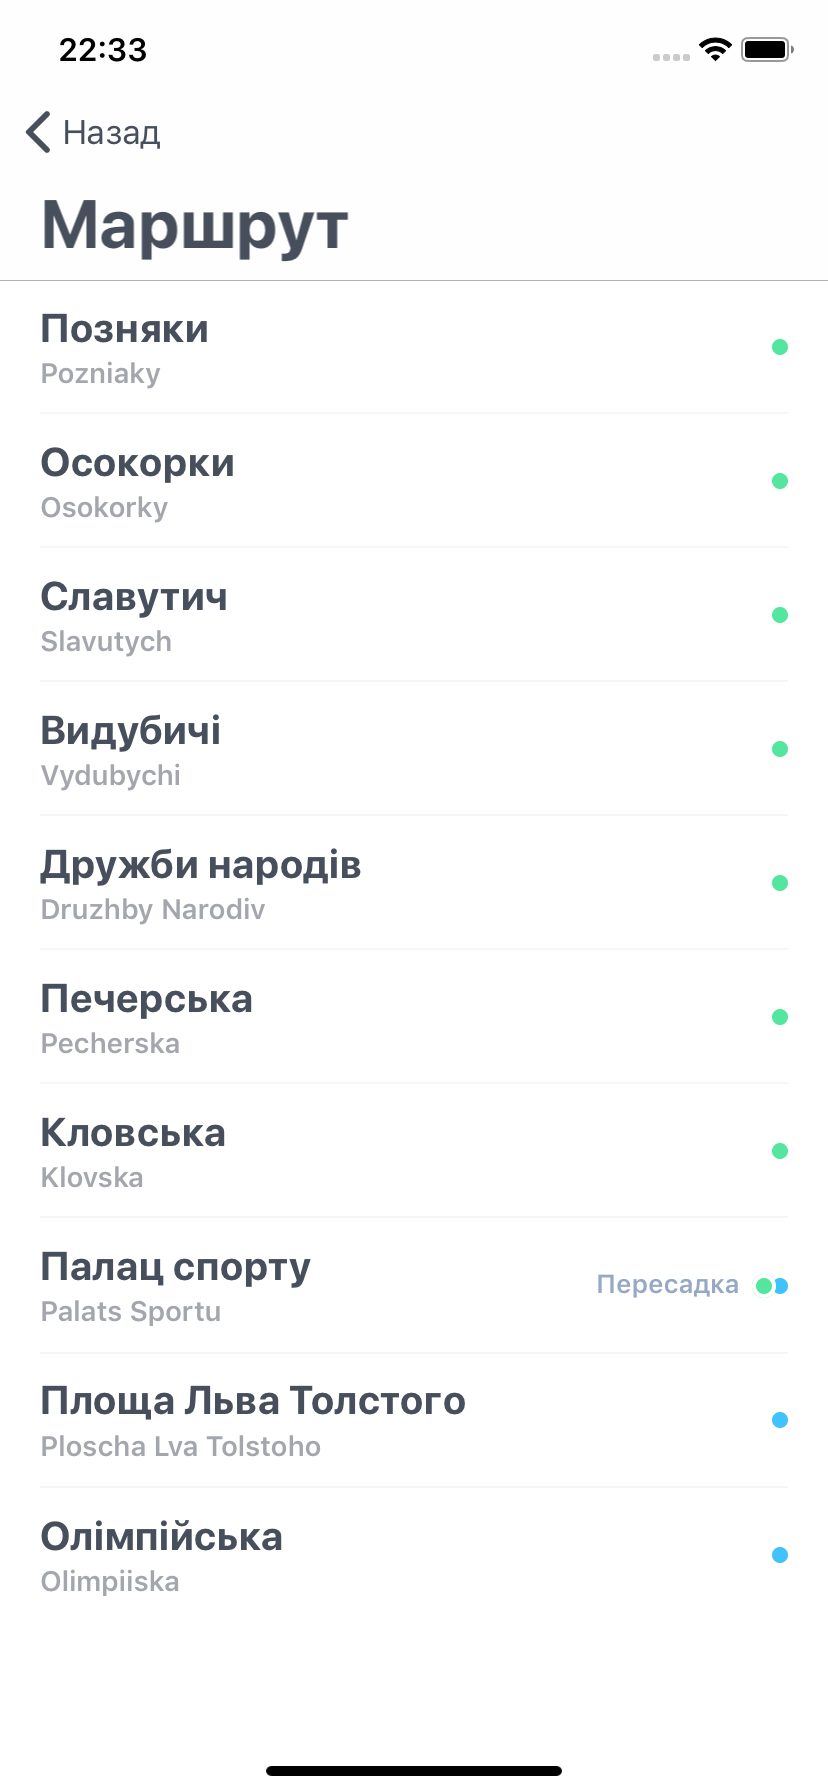 22:33
Назад
Маршрут
Позняки
Pozniaky
Осокорки
Osokorky
Славутич
Slavutych
Видубичі
Vydubychi
Дружби народів
Druzhby Narodiv
Печерська
Pecherska
Кловська
Klovska
Палац спорту
Palats Sportu
Пересадка
Площа Льва Толстого
Ploscha Lva Tolstoho
Олімпійська
Olimpiiska